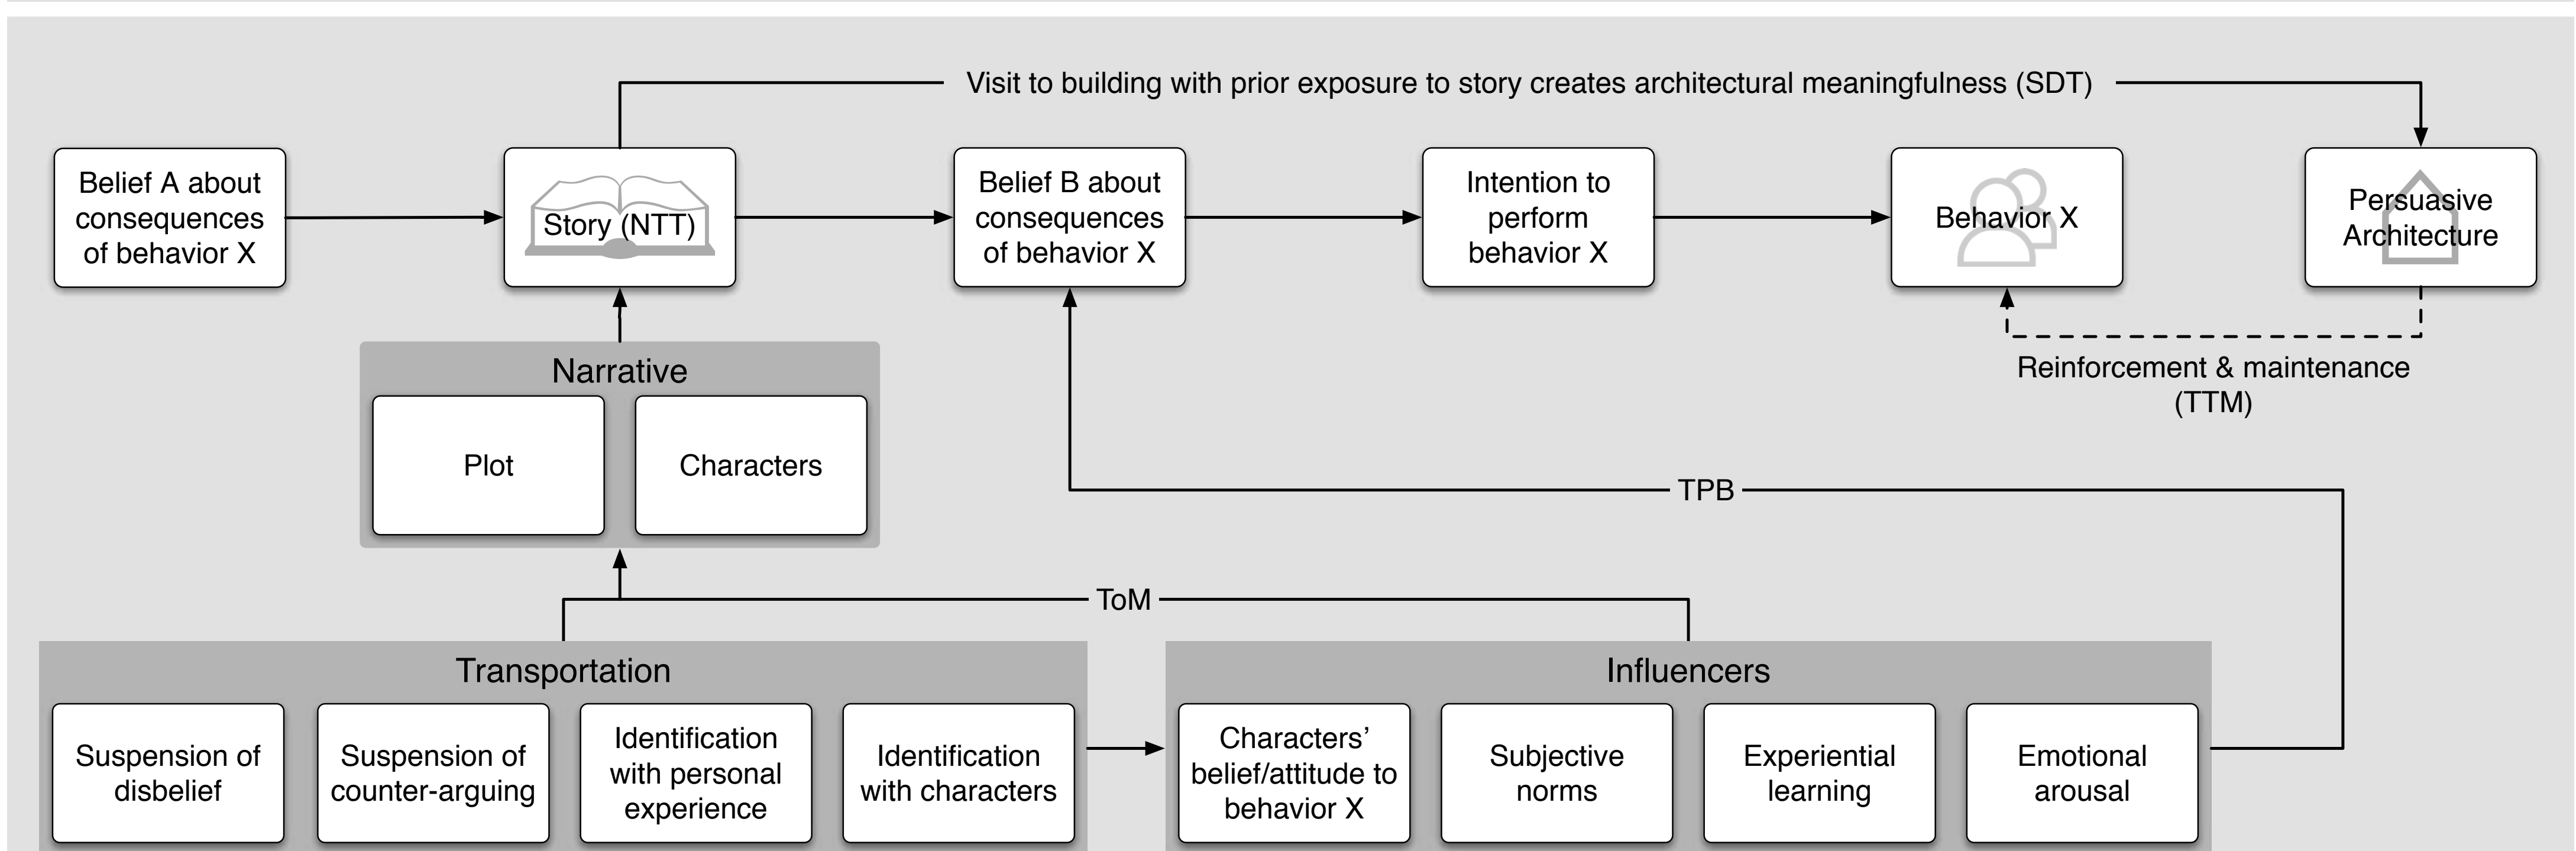 Visit to building with prior exposure to story creates architectural meaningfulness (SDT)
Belief A about
consequences
of behavior X
Story (NTT)
Belief B about
consequences
of behavior X
Intention to
perform
behavior X
Behavior X
Persuasive
Architecture
Reinforcement & maintenance
(TTM)
Narrative
Plot
Characters
TPB
ToM
Transportation
Suspension of
disbelief
Suspension of
counter-arguing
Identification
with personal
experience
Identification
with characters
Influencers
Characters’
belief/attitude to
behavior X
Subjective
norms
Experiential
learning
Emotional
arousal